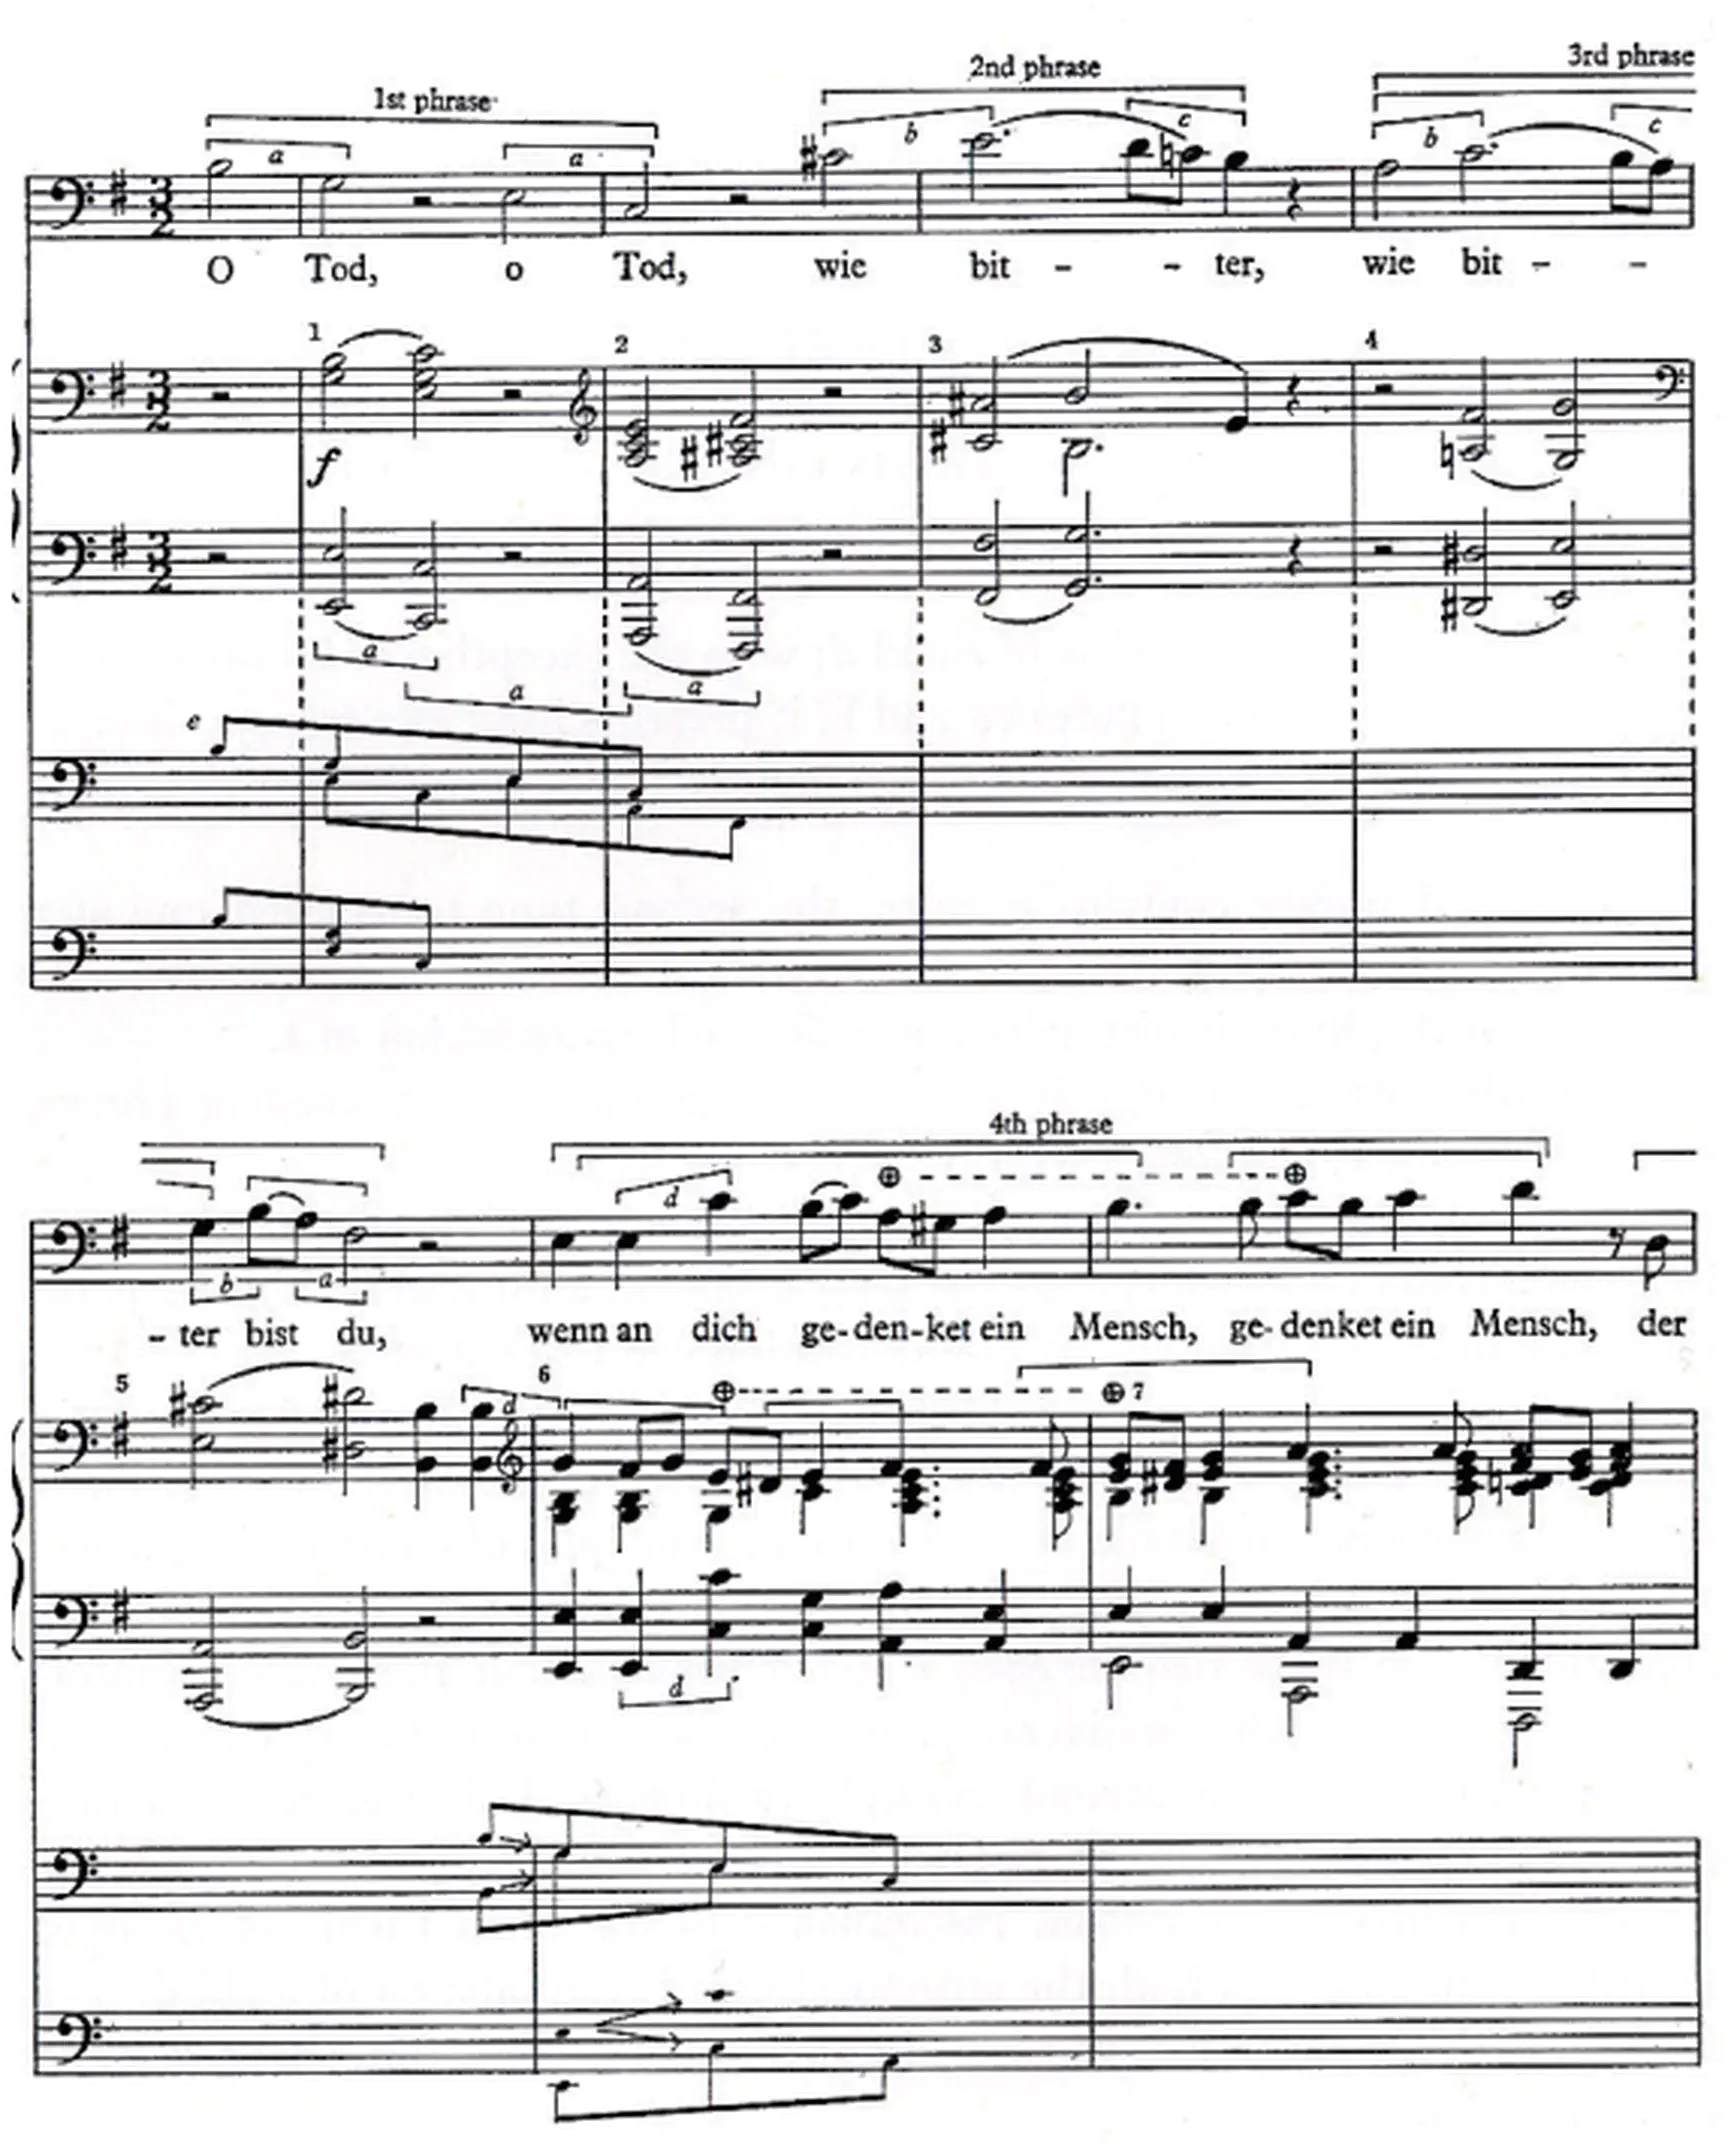 3rd phrase
2nd phrase
1st phrase
a a b c b c
O Tod, o Tod, wie bit - - ter, wie bit - -
1 2 3 4
f
a
a a
e
4th phrase
d
b a
- ter bist du, wenn an dich ge-den-ket ein Mensch, ge-denket ein Mensch, der
5 6 7
d
d